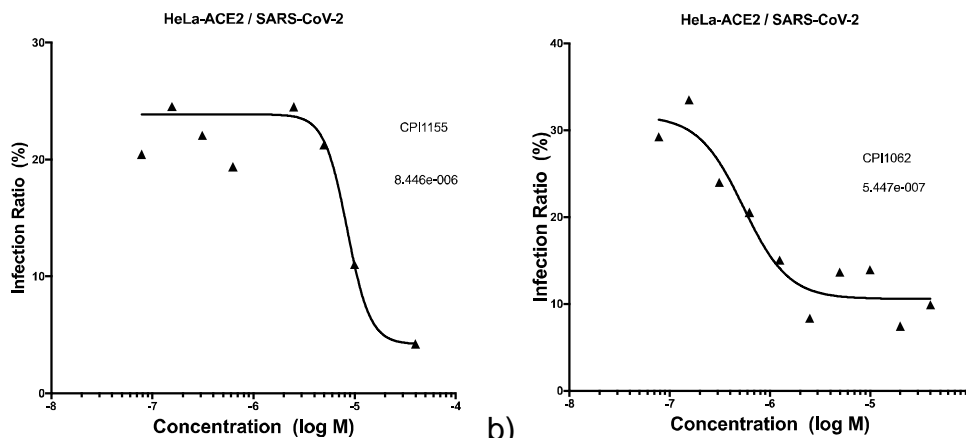 HeLa-ACE2 / SARS-CoV-2
30
20
10
0
Infection Ratio (%)
CPI1155
8.446e-006
-8
-7
-6
-5
-4
Concentration (log M)
b)
HeLa-ACE2 / SARS-CoV-2
40
30
20
10
0
Infection Ratio (%)
CPI1062
5.447e-007
-8
-7
-6
-5
Concentration (log M)